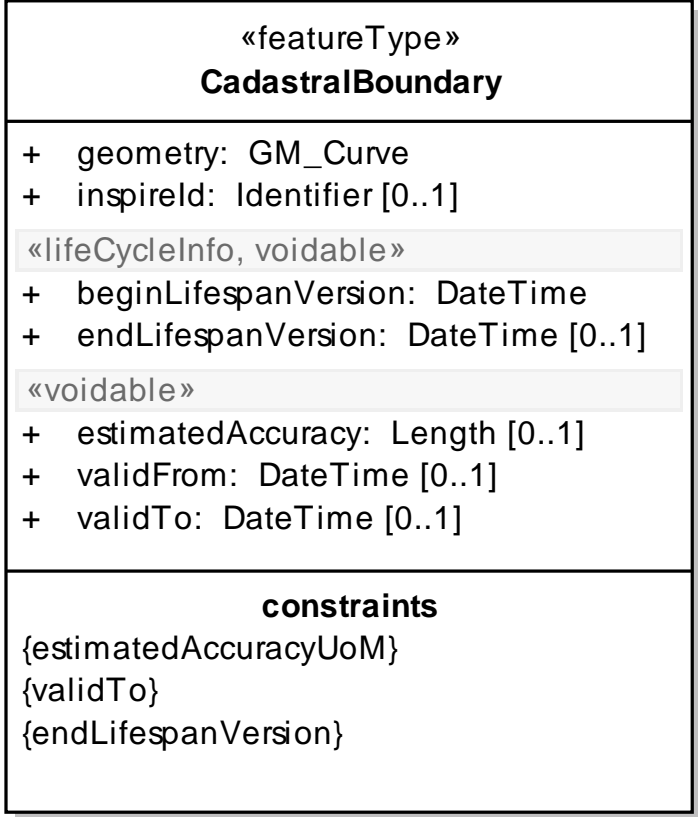 «featureType»
CadastralBoundary
+ geometry: GM_Curve
+ inspireId: Identifier [0..1]
«lifeCycleInfo, voidable»
+ beginLifespanVersion: DateTime
+ endLifespanVersion: DateTime [0..1]
«voidable»
+ estimatedAccuracy: Length [0..1]
+ validFrom: DateTime [0..1]
+ validTo: DateTime [0..1]
constraints
{estimatedAccuracyUoM}
{validTo}
{endLifespanVersion}